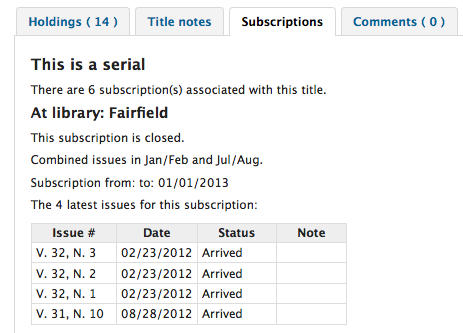 Holdings ( 14 ) Title notes Subscriptions Comments ( 0 )
This is a serial
There are 6 subscription(s) associated with this title.
At library: Fairfield
This subscription is closed.
Combined issues in Jan/Feb and Jul/Aug.
Subscription from: to: 01/01/2013
The 4 latest issues for this subscription:
Issue # Date Status Note
V. 32, N. 3 02/23/2012 Arrived
V. 32, N. 2 02/23/2012 Arrived
V. 32, N. 1 02/23/2012 Arrived
V. 31, N. 10 08/28/2012 Arrived